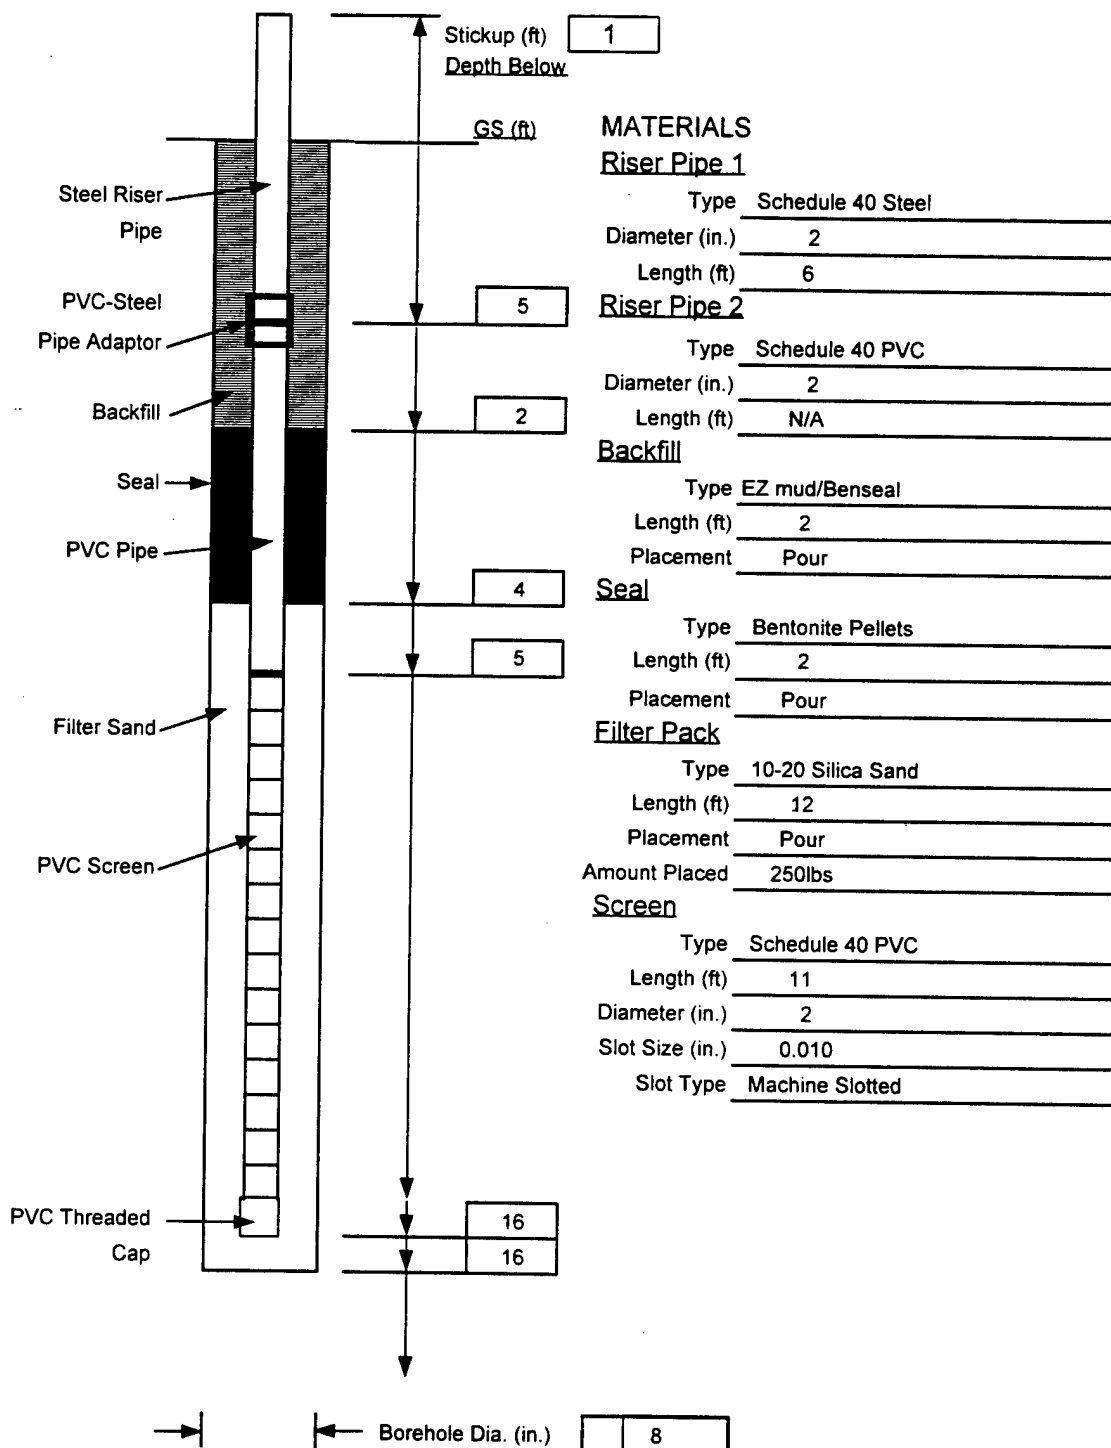 Stickup (ft) 1
Depth Below
GS (ft)
Steel Riser
Pipe
PVC-Steel
Pipe Adaptor
5
Backfill
2
Seal
PVC Pipe
4
5
Filter Sand
PVC Screen
PVC Threaded
Cap
16
16
Borehole Dia. (in.) 8
MATERIALS
Riser Pipe 1
Type Schedule 40 Steel
Diameter (in.) 2
Length (ft) 6
Riser Pipe 2
Type Schedule 40 PVC
Diameter (in.) 2
Length (ft) N/A
Backfill
Type EZ mud/Benseal
Length (ft) 2
Placement Pour
Seal
Type Bentonite Pellets
Length (ft) 2
Placement Pour
Filter Pack
Type 10-20 Silica Sand
Length (ft) 12
Placement Pour
Amount Placed 250lbs
Screen
Type Schedule 40 PVC
Length (ft) 11
Diameter (in.) 2
Slot Size (in.) 0.010
Slot Type Machine Slotted